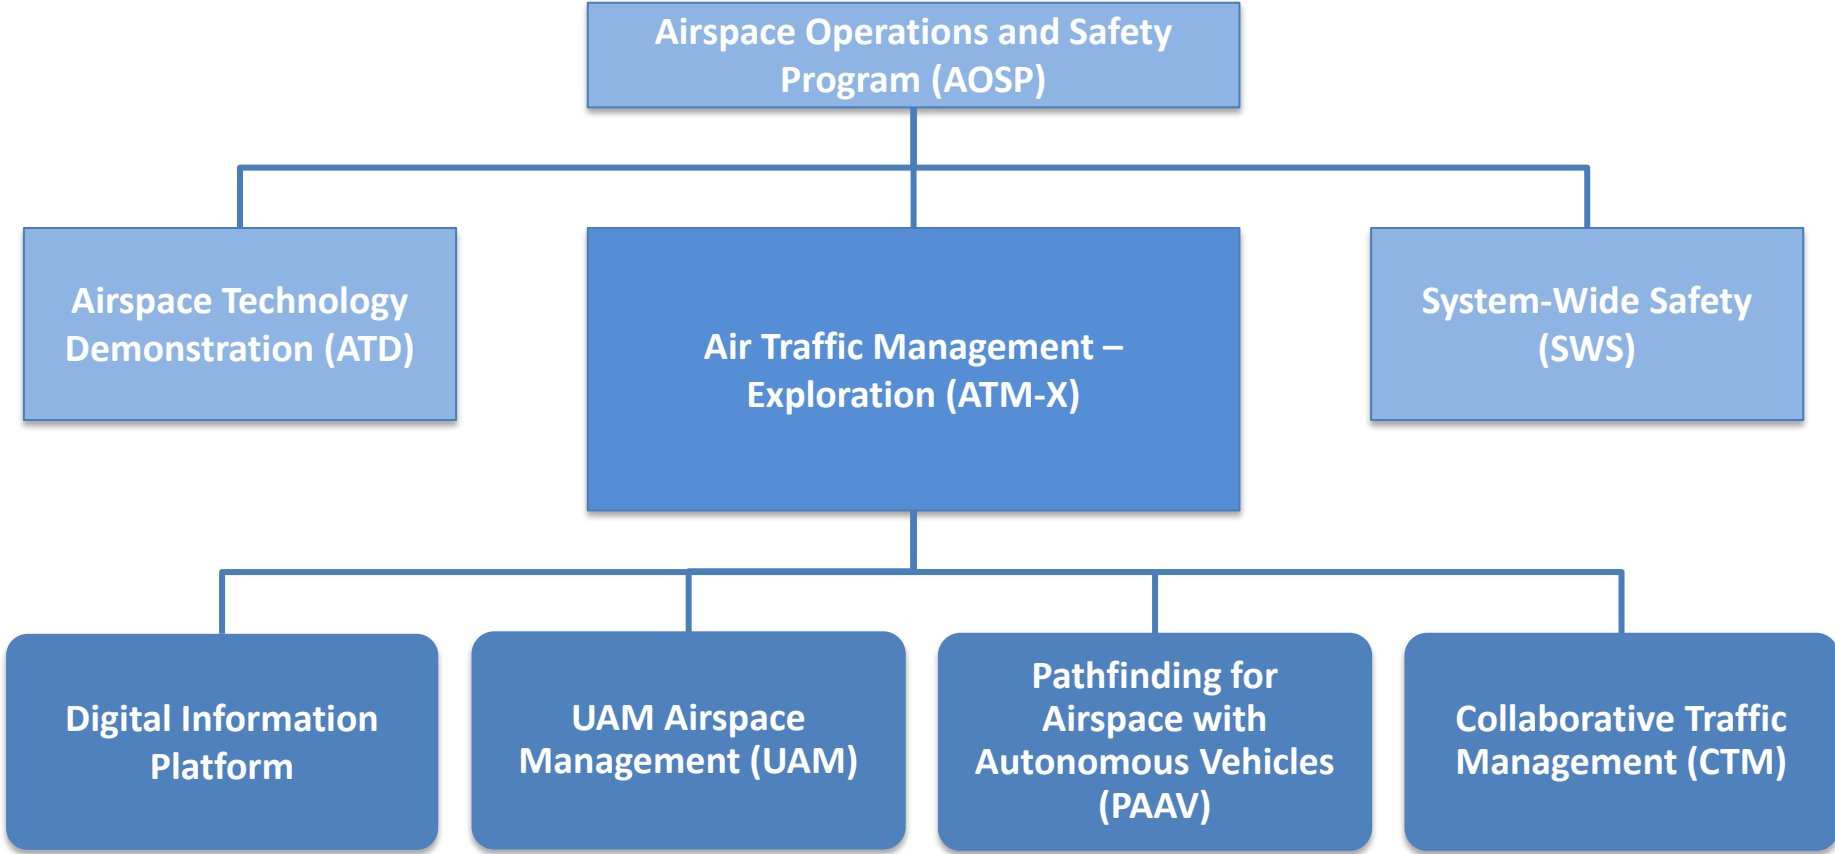 Airspace Operations and Safety
Program (AOSP)
Airspace Technology
Demonstration (ATD)
Air Traffic Management –
Exploration (ATM-X)
System-Wide Safety
(SWS)
Digital Information
Platform
UAM Airspace
Management (UAM)
Pathfinding for
Airspace with
Autonomous Vehicles
(PAAV)
Collaborative Traffic
Management (CTM)